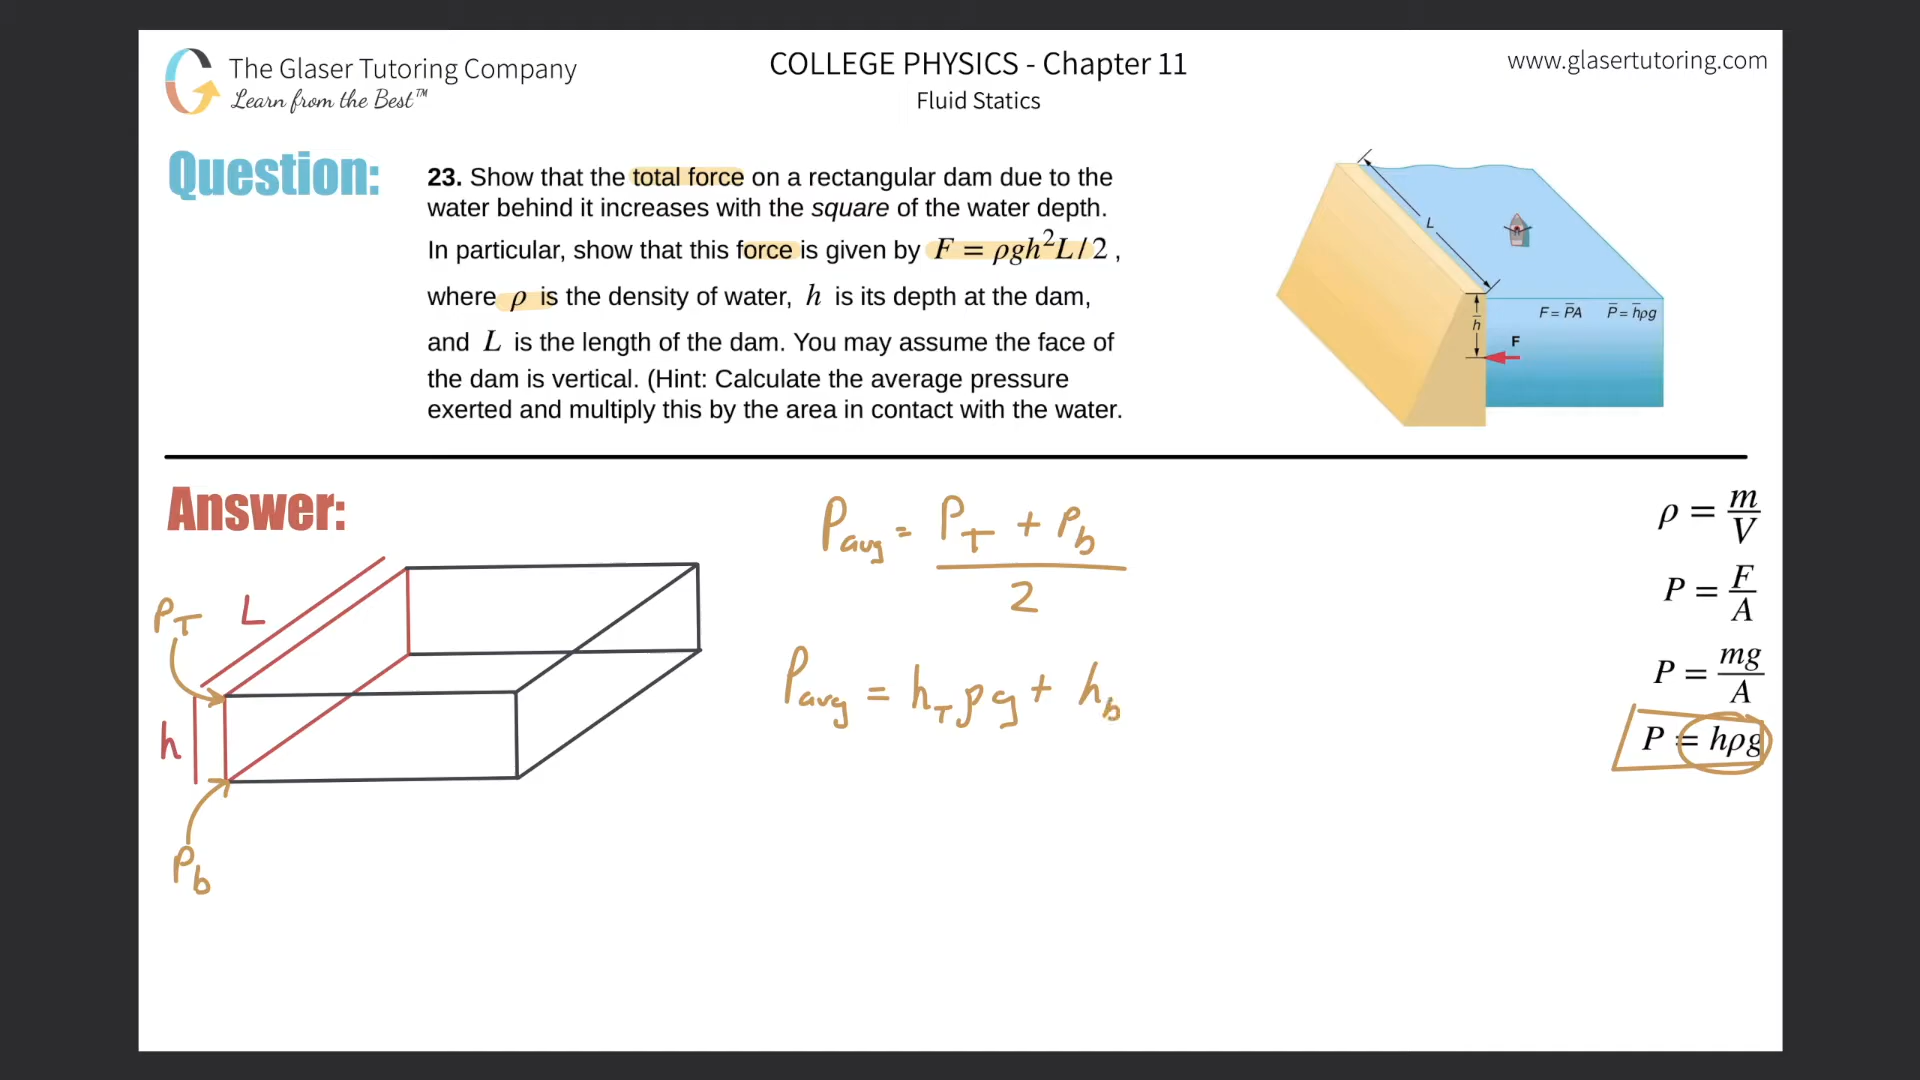 The Glaser Tutoring Company
Learn from the Best™
COLLEGE PHYSICS - Chapter 11
Fluid Statics
www.glasertutoring.com
Question:
23. Show that the total force on a rectangular dam due to the
water behind it increases with the square of the water depth.
In particular, show that this force is given by F = ρgh²L/2 ,
where ρ is the density of water, h is its depth at the dam,
and L is the length of the dam. You may assume the face of
the dam is vertical. (Hint: Calculate the average pressure
exerted and multiply this by the area in contact with the water.
L
h̅
F = P̅A P̅ = h̅ρg
F
Answer:
P_T
L
h
P_b
P_avg = (P_T + P_b)/2
P_avg = h_T ρg + h_b
ρ = m/V
P = F/A
P = mg/A
P = hρg